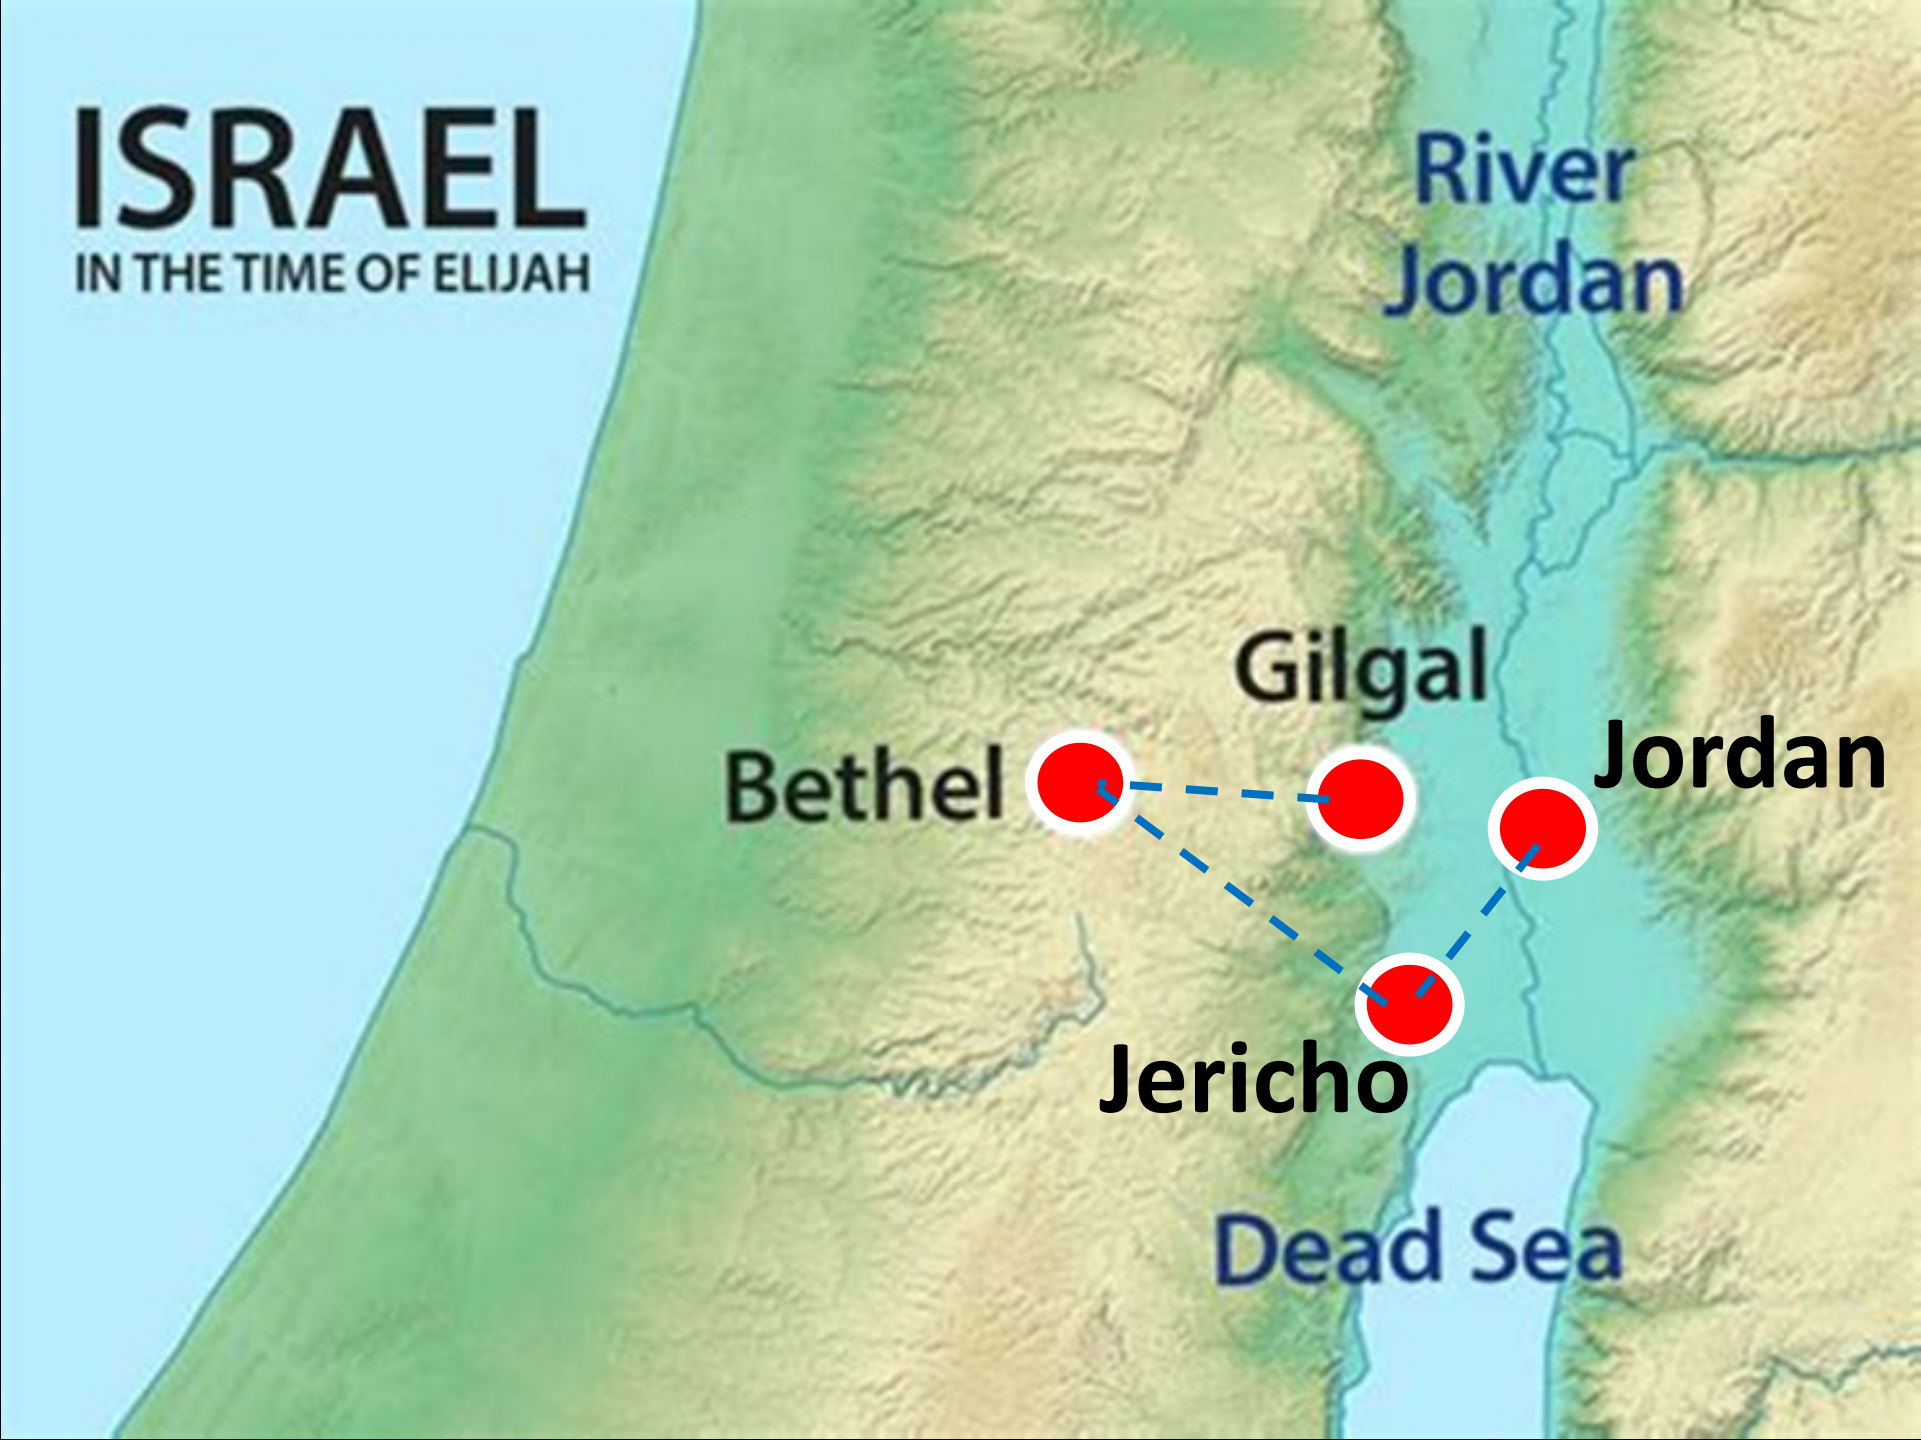 ISRAEL
IN THE TIME OF ELIJAH
River
Jordan
Gilgal
Jordan
Bethel
Jericho
Dead Sea